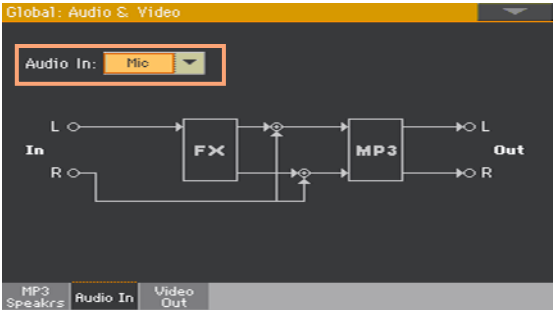 Global: Audio & Video
Audio In: Mic
L L
In FX MP3 Out
R R
MP3 Speakrs
Audio In
Video Out